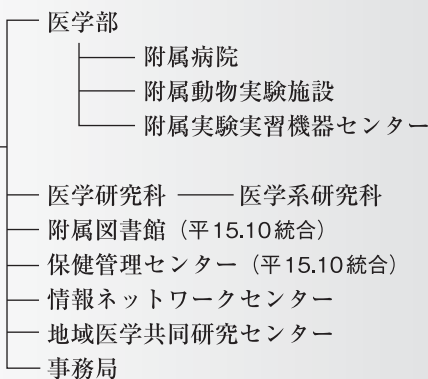 医学部
附属病院
附属動物実験施設
附属実験実習機器センター
医学研究科 医学系研究科
附属図書館（平15.10統合）
保健管理センター（平15.10統合）
情報ネットワークセンター
地域医学共同研究センター
事務局